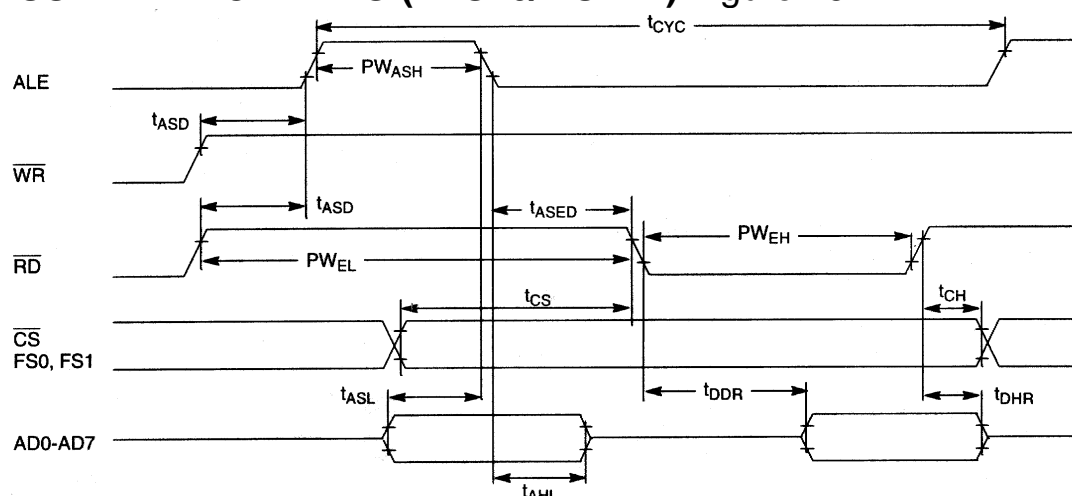 tCYC
PWASH
ALE
tASD
WR
tASD
tASED
PWEH
RD
PWEL
tCS
tCH
CS
FS0, FS1
tASL
tDDR
tDHR
AD0-AD7
tAHL